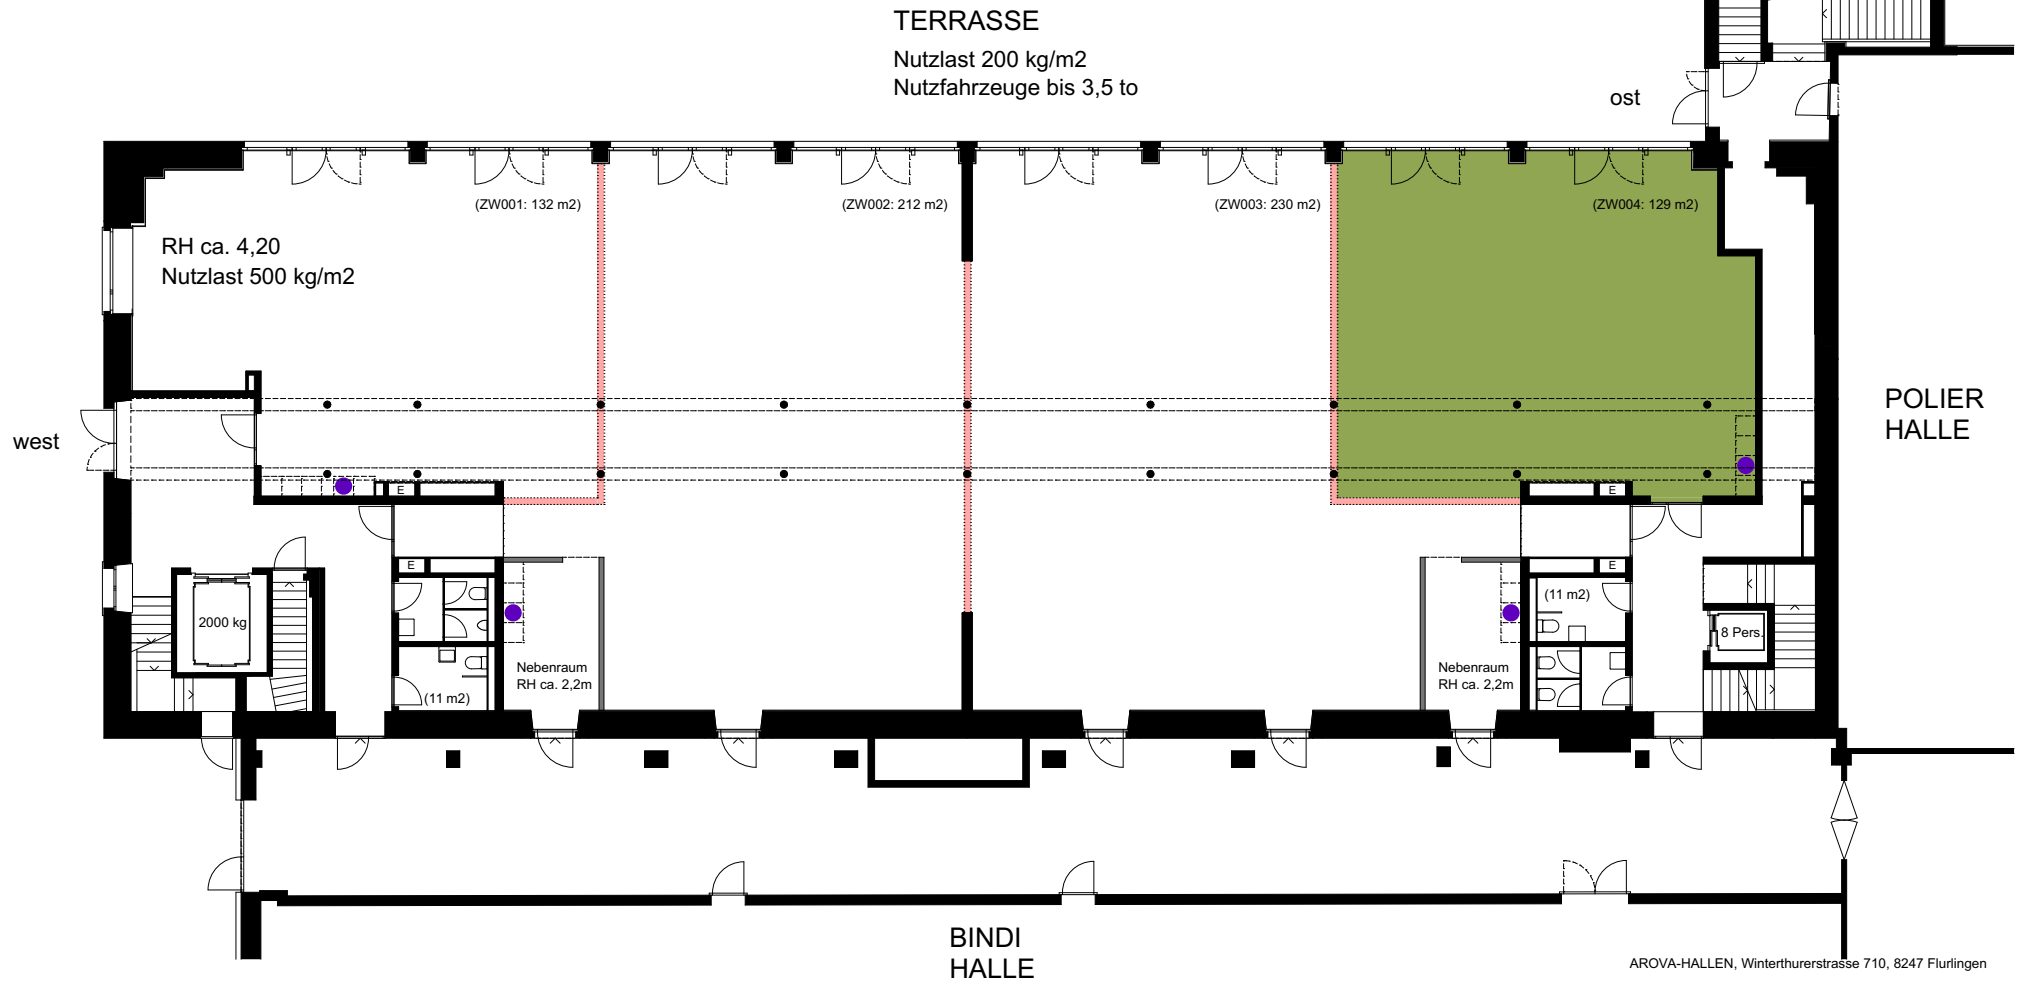 TERRASSE
Nutzlast 200 kg/m2
Nutzfahrzeuge bis 3,5 to
ost
(ZW001: 132 m2)
(ZW002: 212 m2)
(ZW003: 230 m2)
(ZW004: 129 m2)
RH ca. 4,20
Nutzlast 500 kg/m2
POLIER
HALLE
west
E
E
E
E
(11 m2)
2000 kg
8 Pers.
Nebenraum
RH ca. 2,2m
Nebenraum
RH ca. 2,2m
(11 m2)
BINDI
HALLE
AROVA-HALLEN, Winterthurerstrasse 710, 8247 Flurlingen